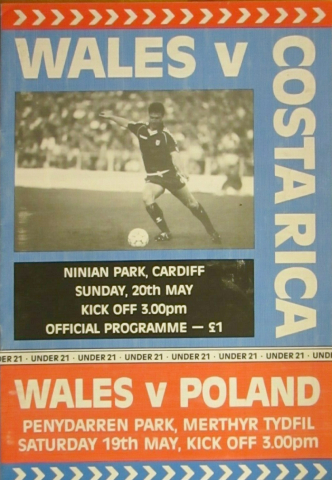 WALES v
COSTA RICA
NINIAN PARK, CARDIFF
SUNDAY, 20th MAY
KICK OFF 3.00pm
OFFICIAL PROGRAMME — £1
ER 21 · UNDER 21 · UNDER 21 · UNDER 21 · UNDER 21 · UNDER 21 · UNDER 21 · UNDER 21
WALES v POLAND
PENYDARREN PARK, MERTHYR TYDFIL
SATURDAY 19th MAY, KICK OFF 3.00pm